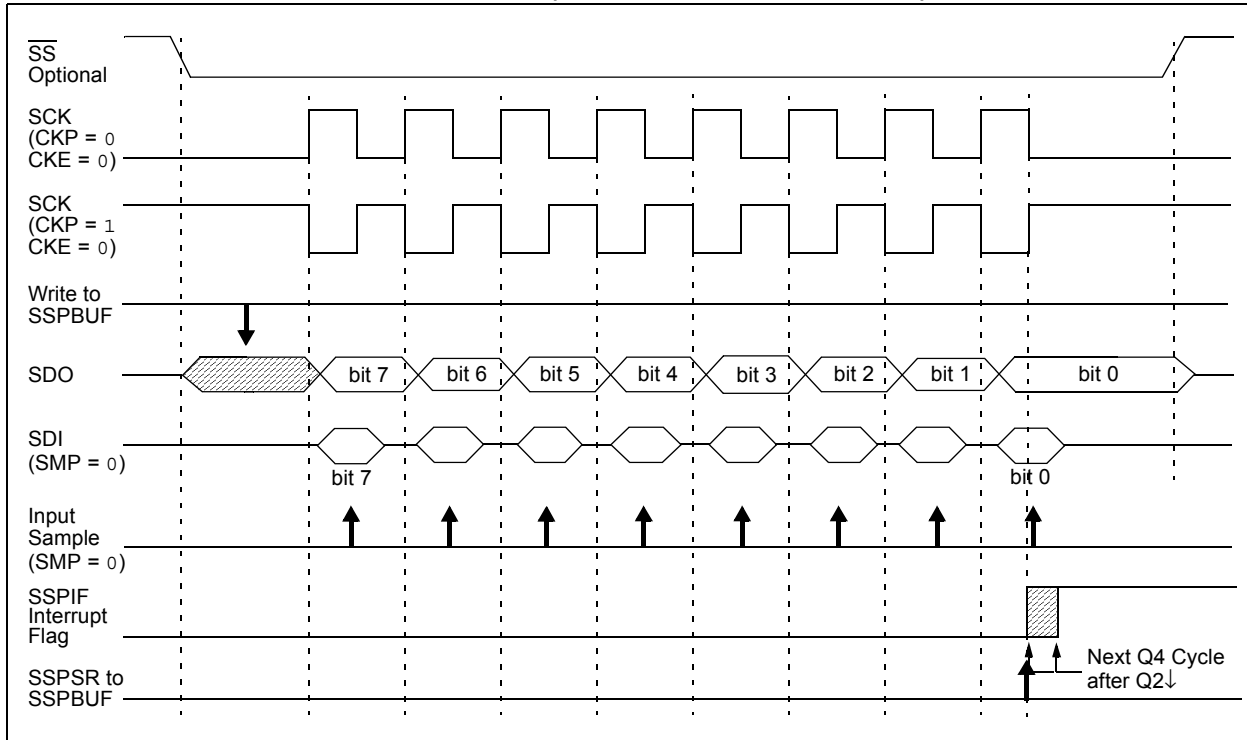 SS
Optional
SCK
(CKP = 0
CKE = 0)
SCK
(CKP = 1
CKE = 0)
Write to
SSPBUF
SDO
bit 7 bit 6 bit 5 bit 4 bit 3 bit 2 bit 1 bit 0
SDI
(SMP = 0)
bit 7 bit 0
Input
Sample
(SMP = 0)
SSPIF
Interrupt
Flag
Next Q4 Cycle
after Q2↓
SSPSR to
SSPBUF